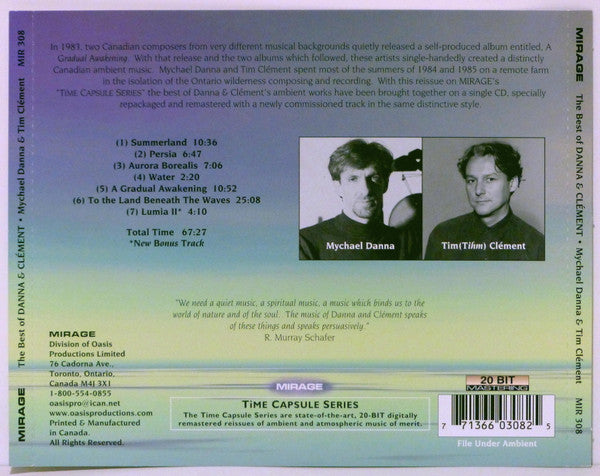 MIRAGE The Best of DANNA & CLÉMENT • Mychael Danna & Tim Clément MIR 308
In 1983, two Canadian composers from very different musical backgrounds quietly released a self-produced album entitled, A
Gradual Awakening. With that release and the two albums which followed, these artists single-handedly created a distinctly
Canadian ambient music. Mychael Danna and Tim Clément spent most of the summers of 1984 and 1985 on a remote farm
in the isolation of the Ontario wilderness composing and recording. With this reissue on MIRAGE's
"TIME CAPSULE SERIES" the best of Danna & Clément's ambient works have been brought together on a single CD, specially
repackaged and remastered with a newly commissioned track in the same distinctive style.
(1) Summerland 10:36
(2) Persia 6:47
(3) Aurora Borealis 7:06
(4) Water 2:20
(5) A Gradual Awakening 10:52
(6) To the Land Beneath The Waves 25:08
(7) Lumia II* 4:10
Total Time 67:27
*New Bonus Track
Mychael Danna
Tim(Tihm) Clément
"We need a quiet music, a spiritual music, a music which binds us to the
world of nature and of the soul. The music of Danna and Clément speaks
of these things and speaks persuasively."
R. Murray Schafer
MIRAGE
Division of Oasis
Productions Limited
76 Cadorna Ave.,
Toronto, Ontario,
Canada M4J 3X1
1-800-554-0855
oasispro@ican.net
www.oasisproductions.com
Printed & Manufactured
in Canada.
All Rights Reserved.
MIRAGE
TIME CAPSULE SERIES
The Time Capsule Series are state-of-the-art, 20-BIT digitally
remastered reissues of ambient and atmospheric music of merit.
20 BIT
MASTERING
7 71366 03082 5
File Under Ambient
MIRAGE The Best of DANNA & CLÉMENT • Mychael Danna & Tim Clément MIR 308